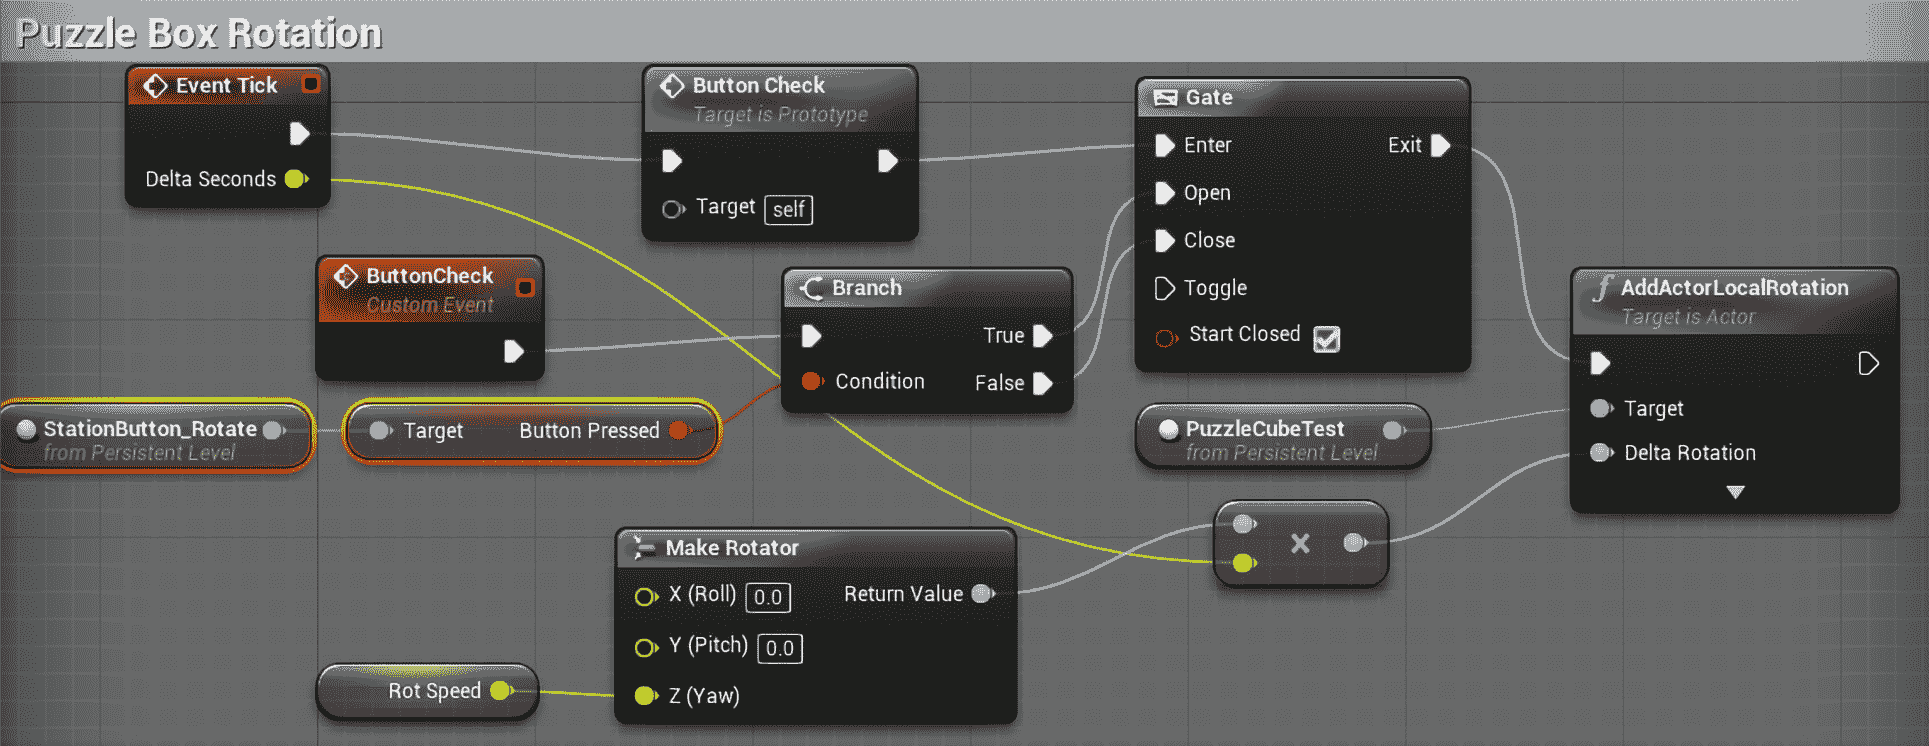 Puzzle Box Rotation
Event Tick
Delta Seconds
Button Check
Target is Prototype
Target self
Gate
Enter Exit
Open
Close
Toggle
Start Closed
ButtonCheck
Custom Event
Branch
True
Condition False
AddActorLocalRotation
Target is Actor
Target
Delta Rotation
StationButton_Rotate
from Persistent Level
Target Button Pressed
PuzzleCubeTest
from Persistent Level
Make Rotator
X (Roll) 0.0 Return Value
Y (Pitch) 0.0
Z (Yaw)
Rot Speed